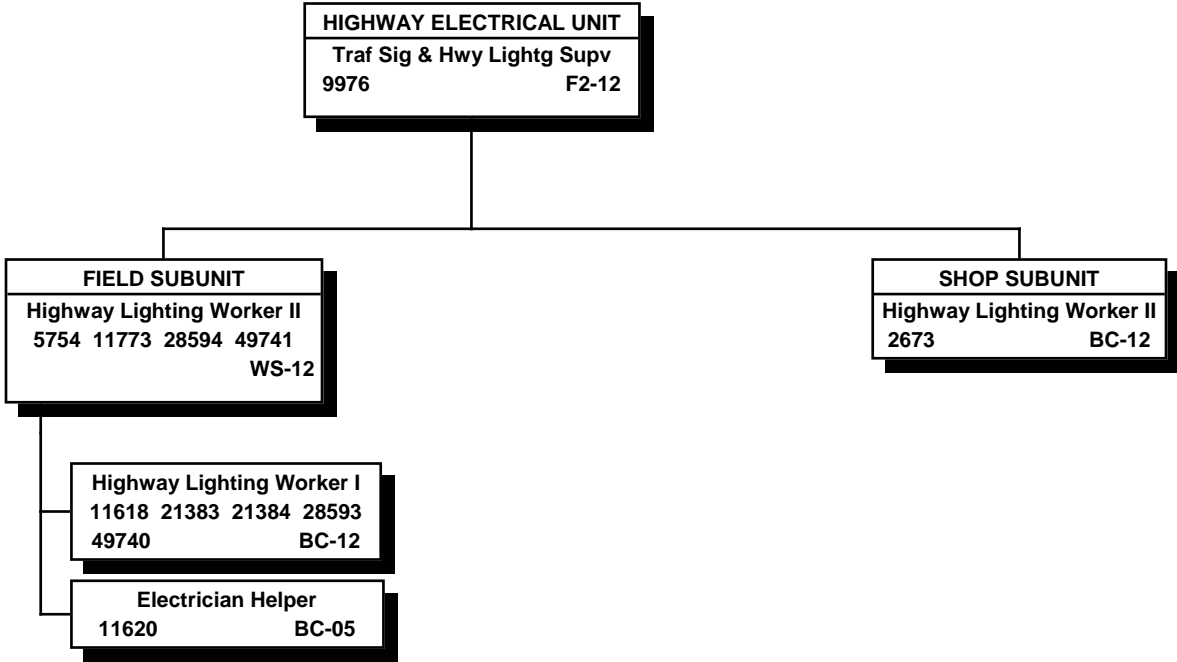 HIGHWAY ELECTRICAL UNIT
Traf Sig & Hwy Lightg Supv
9976 F2-12
FIELD SUBUNIT
Highway Lighting Worker II
5754 11773 28594 49741
WS-12
Highway Lighting Worker I
11618 21383 21384 28593
49740 BC-12
Electrician Helper
11620 BC-05
SHOP SUBUNIT
Highway Lighting Worker II
2673 BC-12